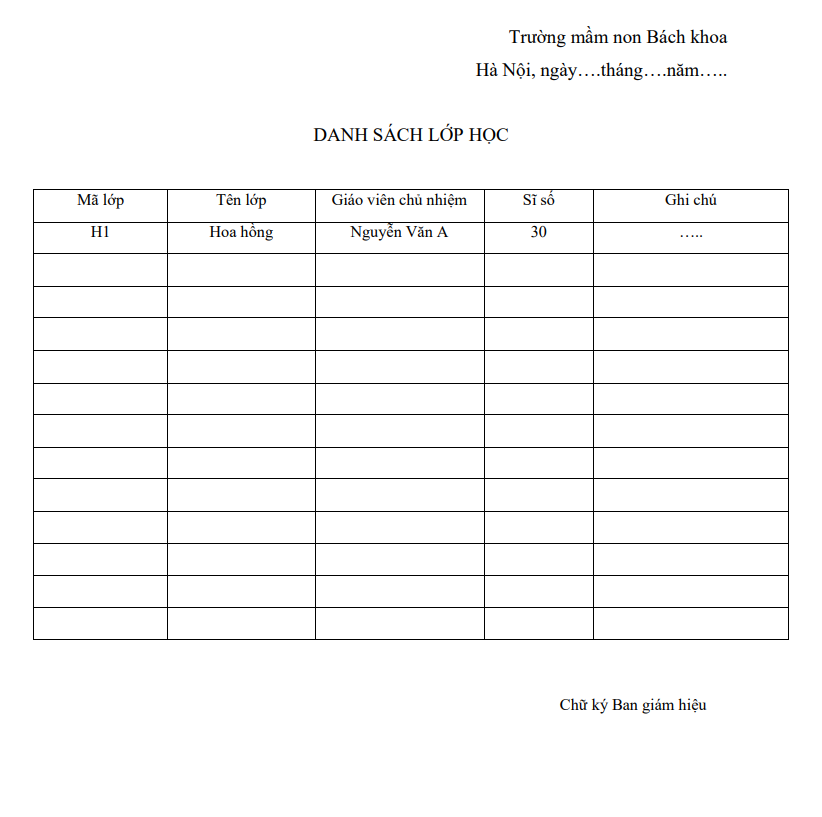 Trường mầm non Bách khoa
Hà Nội, ngày….tháng….năm…..
DANH SÁCH LỚP HỌC
Mã lớp Tên lớp Giáo viên chủ nhiệm Sĩ số Ghi chú
H1 Hoa hồng Nguyễn Văn A 30 …..
Chữ ký Ban giám hiệu